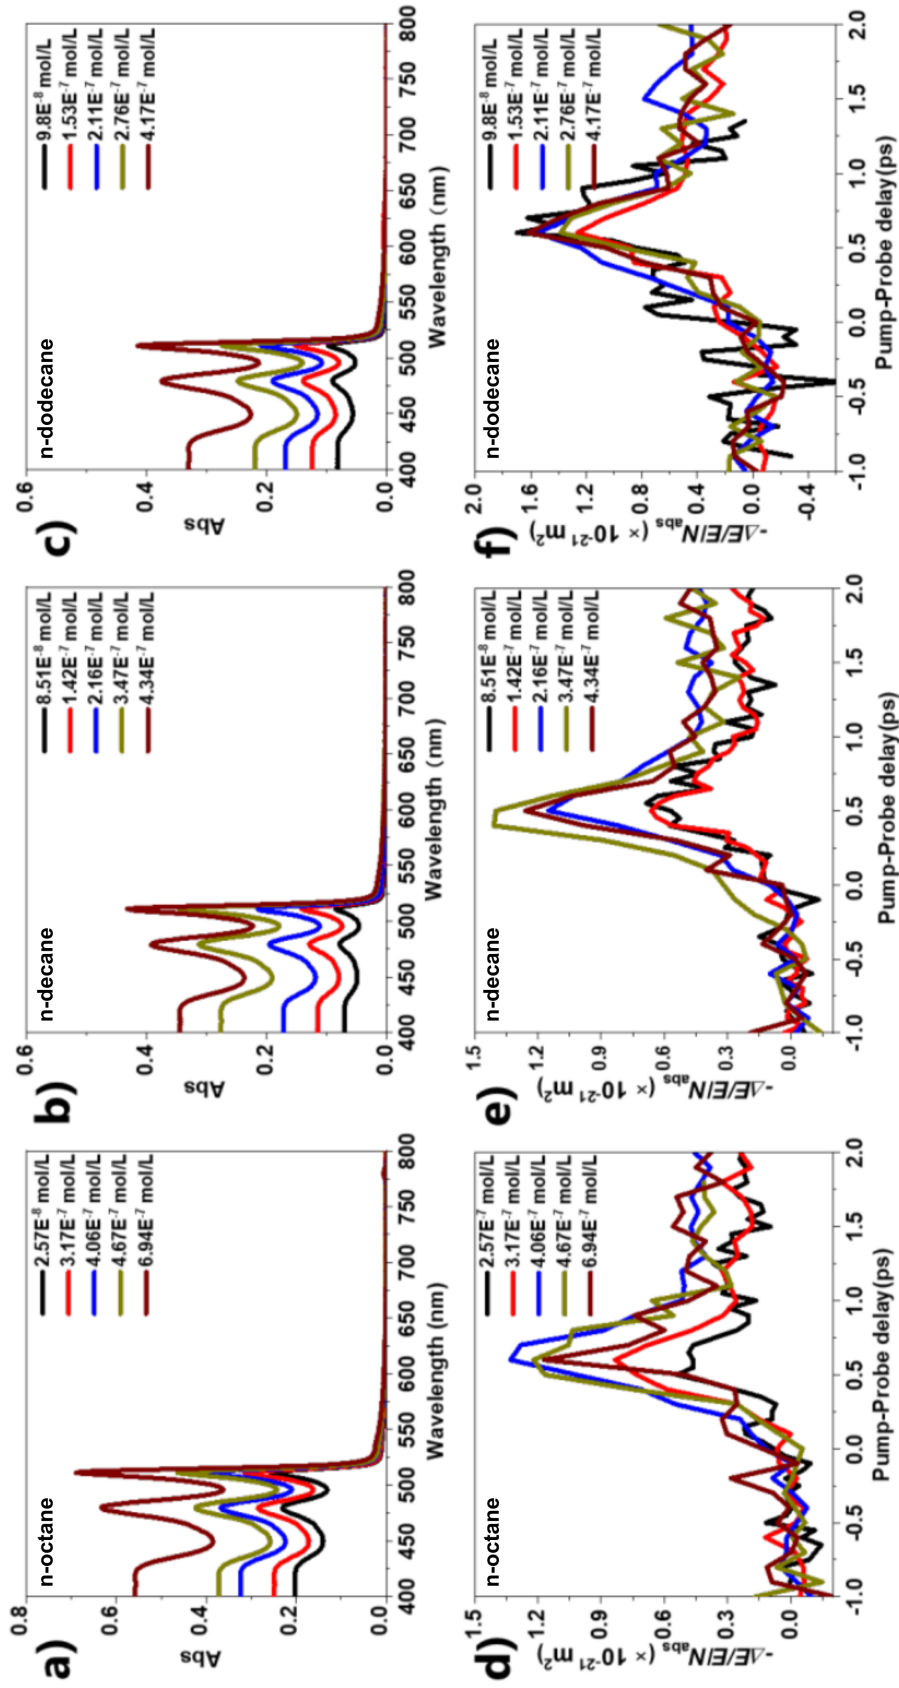 a)
n-octane
2.57E-8 mol/L
3.17E-7 mol/L
4.06E-7 mol/L
4.67E-7 mol/L
6.94E-7 mol/L
Abs
0.8
0.6
0.4
0.2
0.0
400 450 500 550 600 650 700 750 800
Wavelength (nm)
b)
n-decane
8.51E-8 mol/L
1.42E-7 mol/L
2.16E-7 mol/L
3.47E-7 mol/L
4.34E-7 mol/L
Abs
0.6
0.4
0.2
0.0
400 450 500 550 600 650 700 750 800
Wavelength (nm)
c)
n-dodecane
9.8E-8 mol/L
1.53E-7 mol/L
2.11E-7 mol/L
2.76E-7 mol/L
4.17E-7 mol/L
Abs
0.6
0.4
0.2
0.0
400 450 500 550 600 650 700 750 800
Wavelength (nm)
d)
n-octane
2.57E-8 mol/L
3.17E-7 mol/L
4.06E-7 mol/L
4.67E-7 mol/L
6.94E-7 mol/L
-ΔE/E/Nabs (× 10-21 m2)
1.5
1.2
0.9
0.6
0.3
0.0
-1.0 -0.5 0.0 0.5 1.0 1.5 2.0
Pump-Probe delay(ps)
e)
n-decane
8.51E-8 mol/L
1.42E-7 mol/L
2.16E-7 mol/L
3.47E-7 mol/L
4.34E-7 mol/L
-ΔE/E/Nabs (× 10-21 m2)
1.5
1.2
0.9
0.6
0.3
0.0
-1.0 -0.5 0.0 0.5 1.0 1.5 2.0
Pump-Probe delay(ps)
f)
n-dodecane
9.8E-8 mol/L
1.53E-7 mol/L
2.11E-7 mol/L
2.76E-7 mol/L
4.17E-7 mol/L
-ΔE/E/Nabs (× 10-21 m2)
2.0
1.6
1.2
0.8
0.4
0.0
-0.4
-1.0 -0.5 0.0 0.5 1.0 1.5 2.0
Pump-Probe delay(ps)